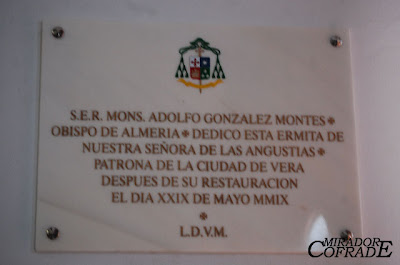 S.E.R. MONS. ADOLFO GONZALEZ MONTES ✠
OBISPO DE ALMERIA ✠ DEDICO ESTA ERMITA DE
NUESTRA SEÑORA DE LAS ANGUSTIAS ✠
PATRONA DE LA CIUDAD DE VERA
DESPUES DE SU RESTAURACION
EL DIA XXIX DE MAYO MMIX
✠
L.D.V.M.
MIRADOR
COFRADE